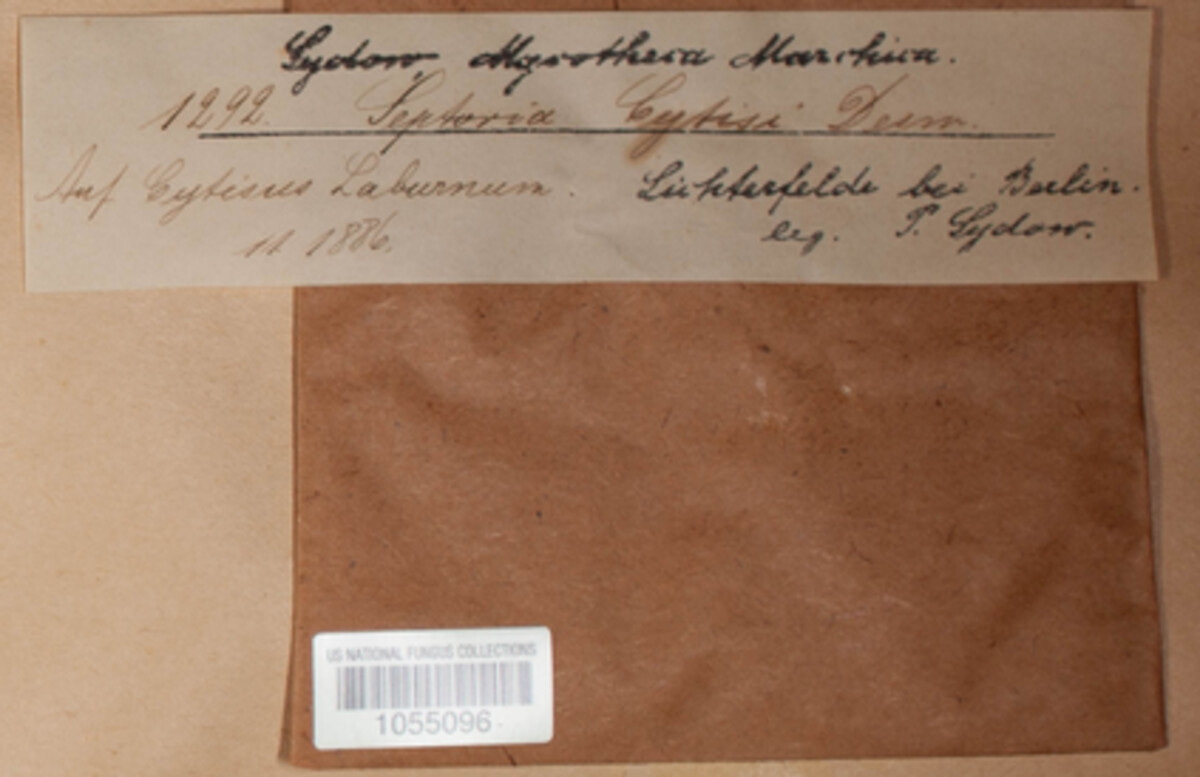 Sydow Mycotheca Marchica.
1292. Septoria Cytisi Desm.
Auf Cytisus Laburnum.
11 1886.
Lichterfelde bei Berlin.
leg. P. Sydow.
US NATIONAL FUNGUS COLLECTIONS
1055096